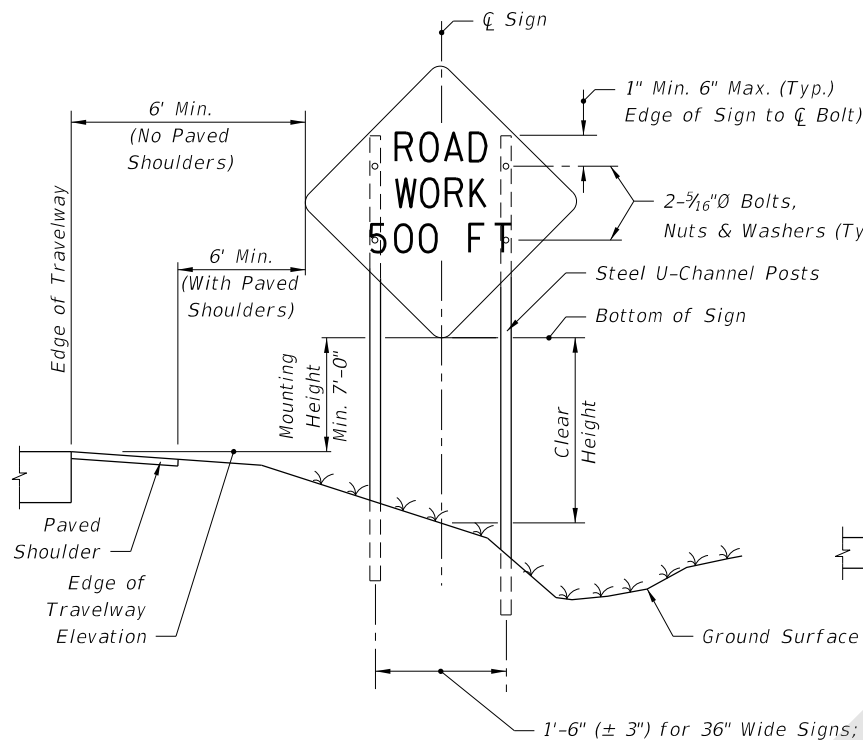 ℄ Sign
1" Min. 6" Max. (Typ.)
Edge of Sign to ℄ Bolt)
6' Min.
(No Paved
Shoulders)
ROAD
WORK
500 FT
2-5/16"Ø Bolts,
Nuts & Washers (Ty
6' Min.
(With Paved
Shoulders)
Edge of Travelway
Steel U-Channel Posts
Bottom of Sign
Mounting
Height
Min. 7'-0"
Clear
Height
Paved
Shoulder
Edge of
Travelway
Elevation
Ground Surface
1'-6" (± 3") for 36" Wide Signs;